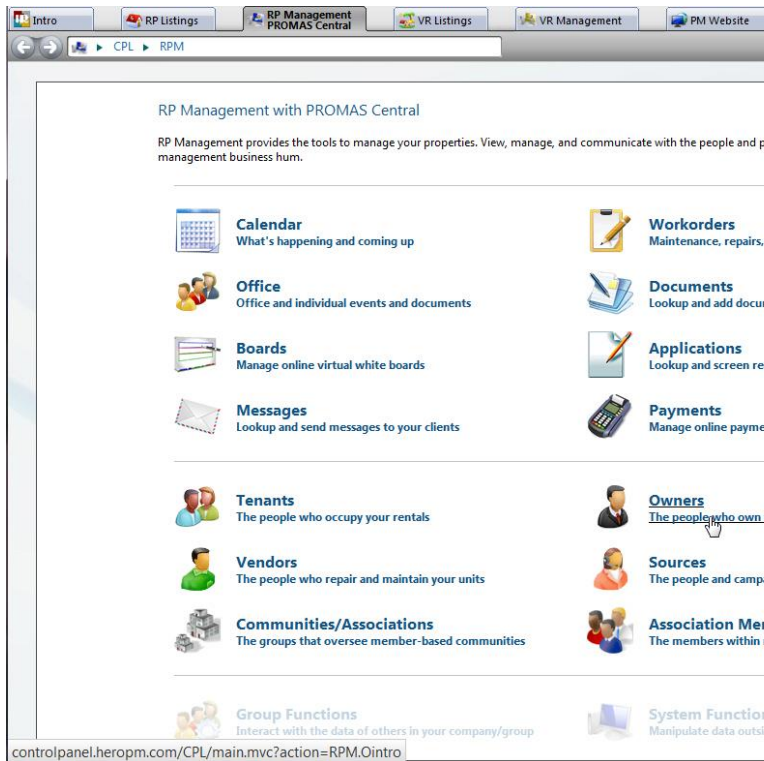 Intro
RP Listings
RP Management
PROMAS Central
VR Listings
VR Management
PM Website
CPL
RPM
RP Management with PROMAS Central
RP Management provides the tools to manage your properties. View, manage, and communicate with the people and p
management business hum.
Calendar
What's happening and coming up
Workorders
Maintenance, repairs,
Office
Office and individual events and documents
Documents
Lookup and add docu
Boards
Manage online virtual white boards
Applications
Lookup and screen re
Messages
Lookup and send messages to your clients
Payments
Manage online payme
Tenants
The people who occupy your rentals
Owners
The people who own
Vendors
The people who repair and maintain your units
Sources
The people and campa
Communities/Associations
The groups that oversee member-based communities
Association Me
The members within
Group Functions
Interact with the data of others in your company/group
System Functio
Manipulate data outsi
controlpanel.heropm.com/CPL/main.mvc?action=RPM.Ointro